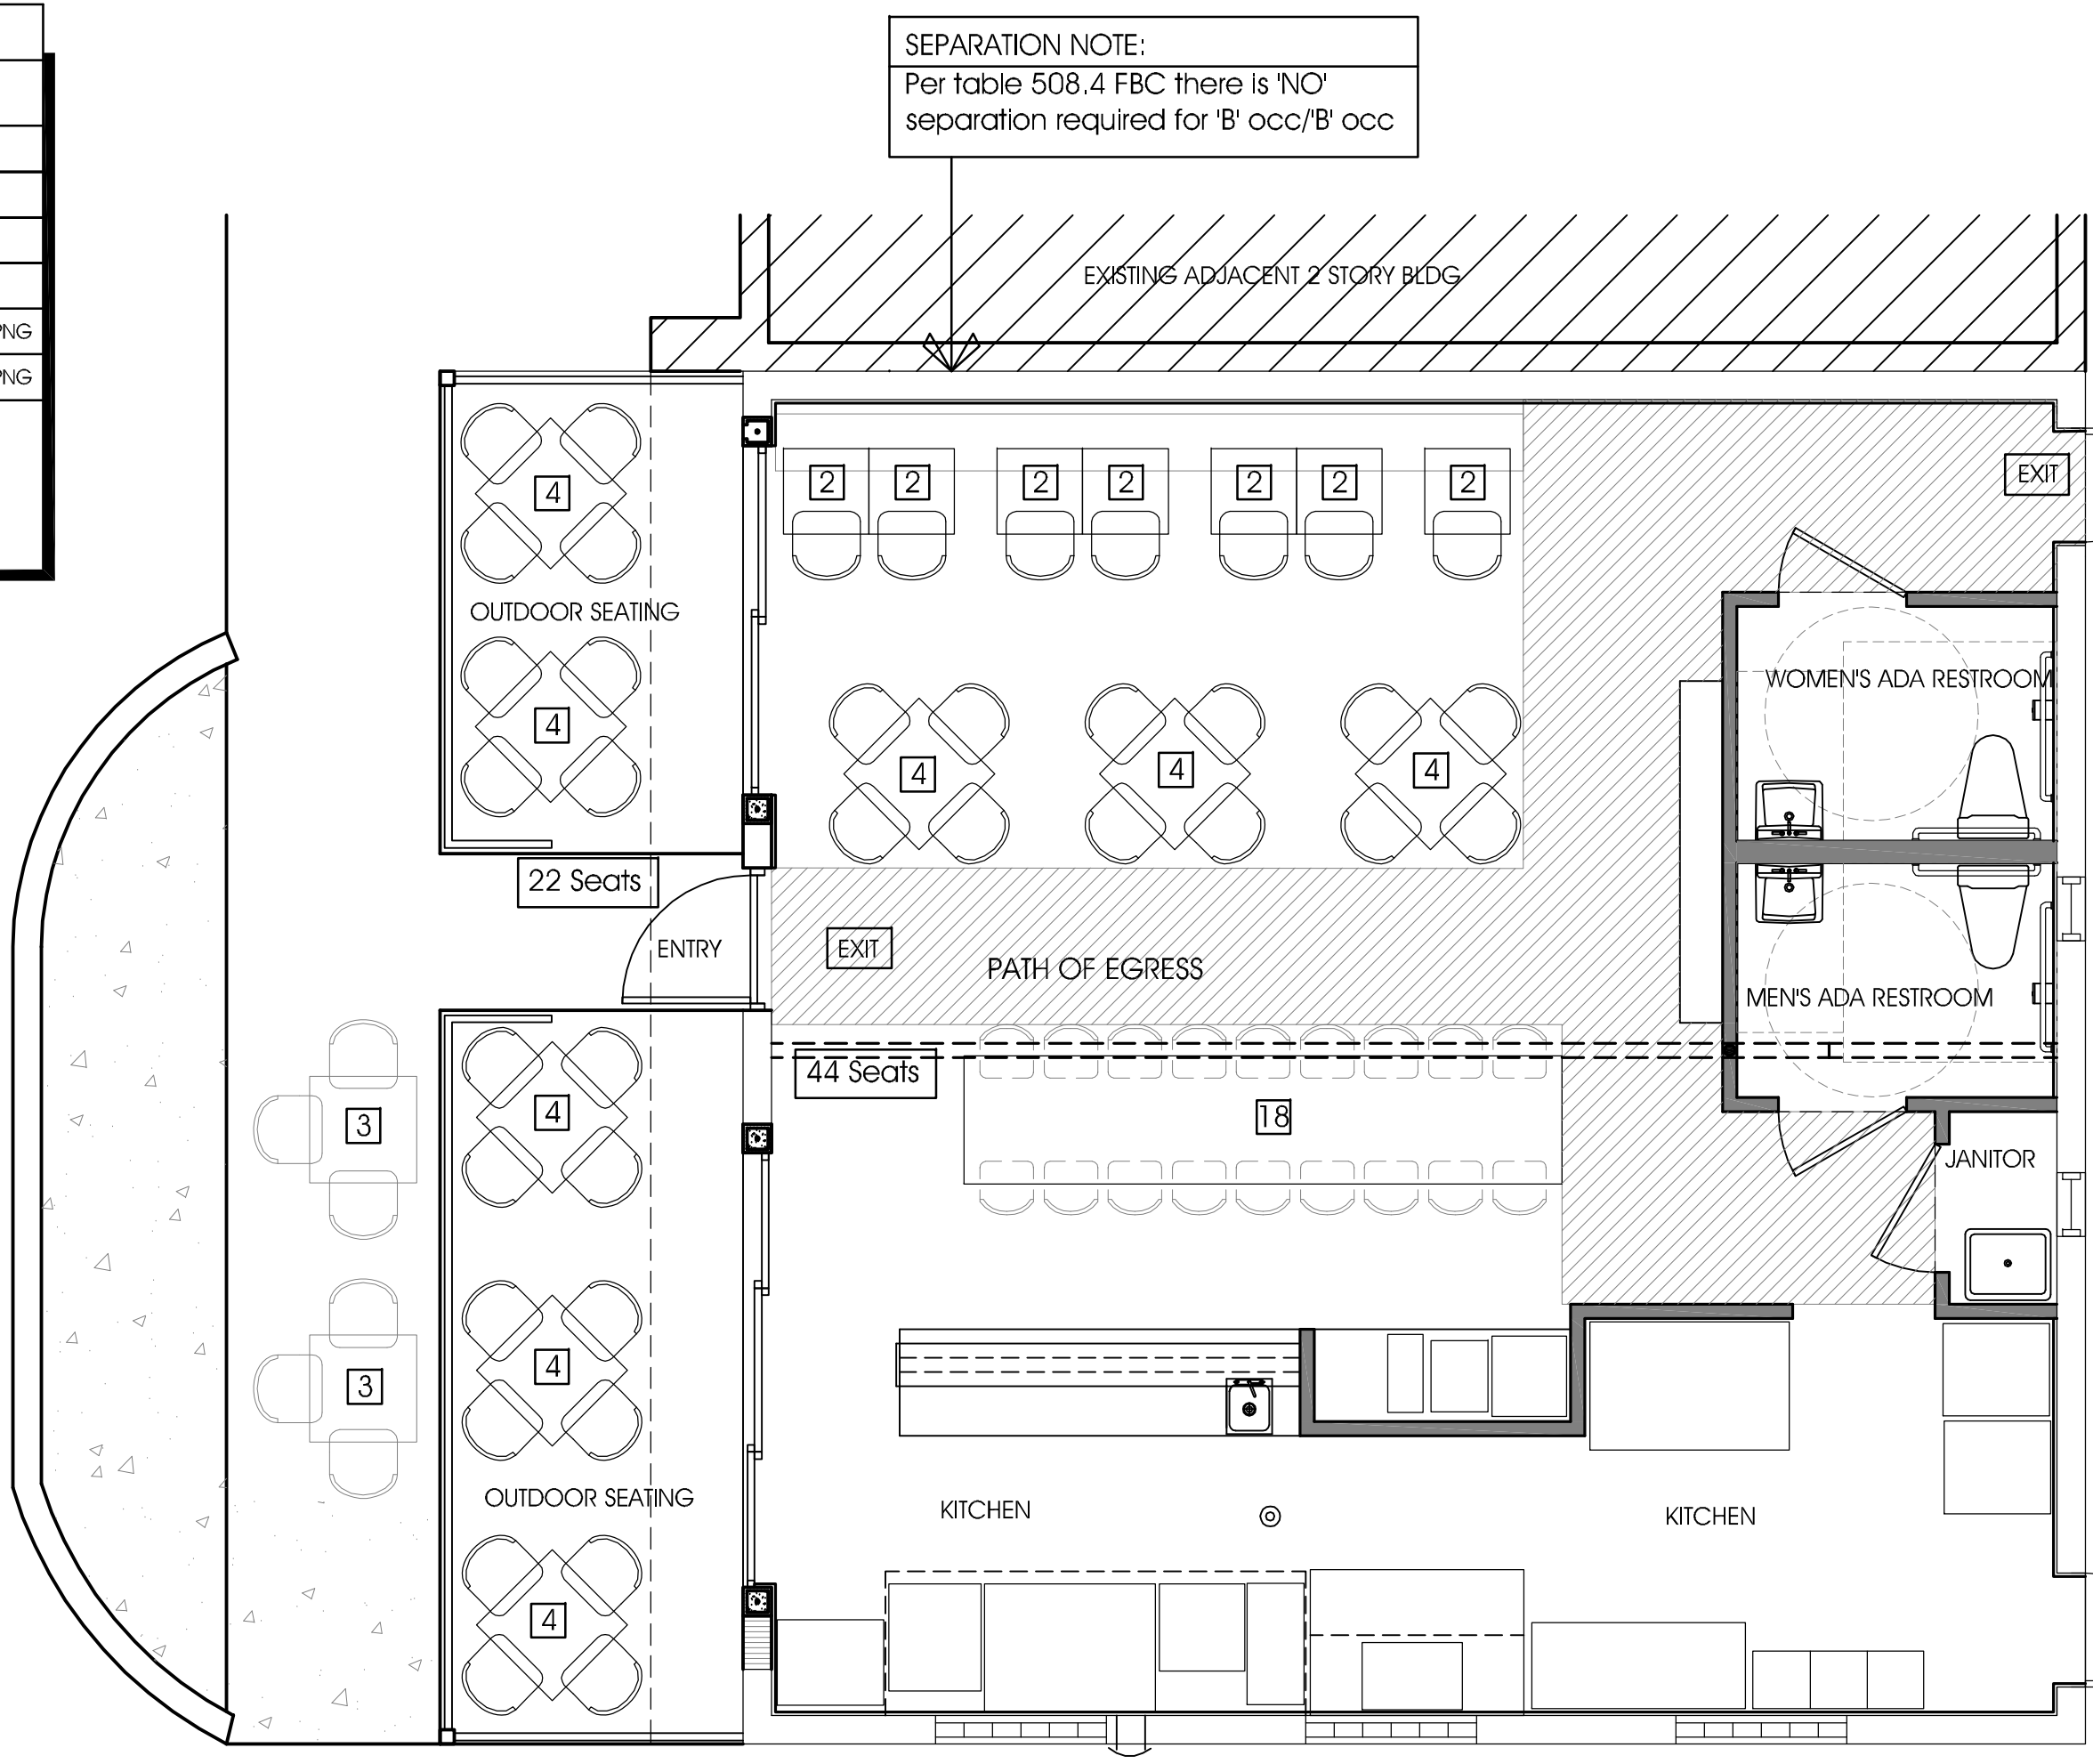 SEPARATION NOTE:
Per table 508.4 FBC there is 'NO'
separation required for 'B' occ/'B' occ
EXISTING ADJACENT 2 STORY BLDG
PNG
PNG
2
2
2
2
2
2
2
EXIT
4
OUTDOOR SEATING
4
4
4
4
WOMEN'S ADA RESTROOM
22 Seats
ENTRY
EXIT
PATH OF EGRESS
MEN'S ADA RESTROOM
44 Seats
3
4
18
JANITOR
3
4
OUTDOOR SEATING
KITCHEN
KITCHEN
4